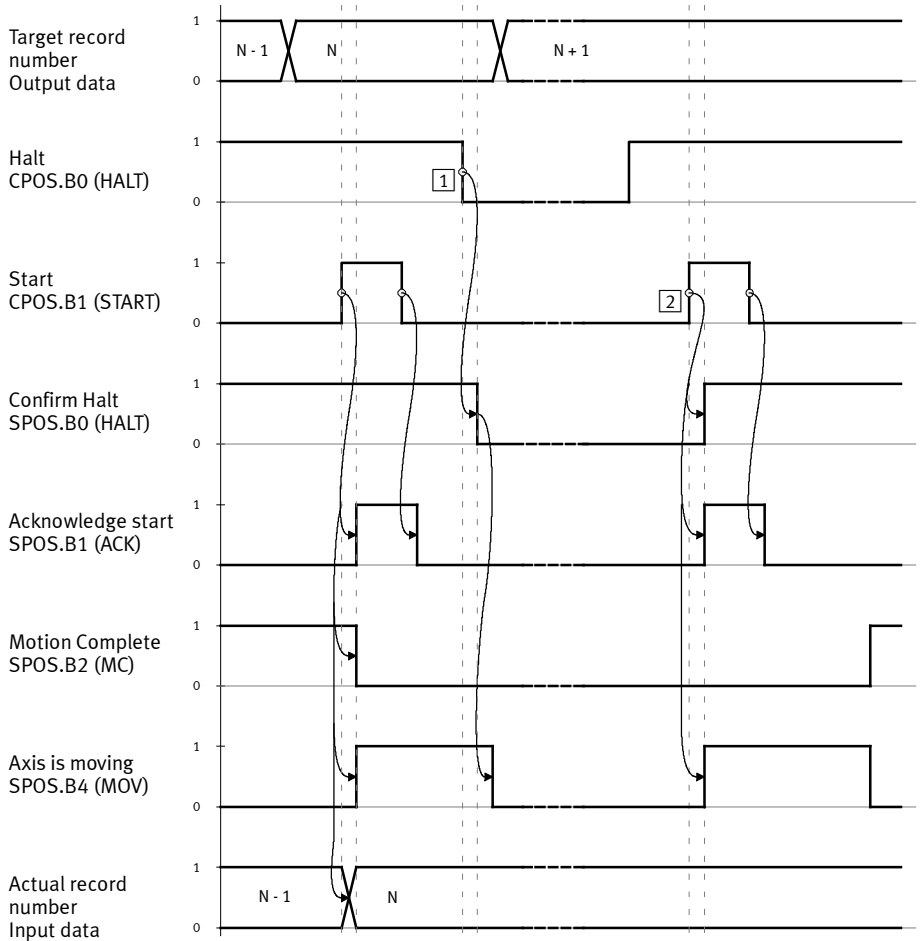 Target record
number
Output data
1
0
N - 1
N
N + 1
Halt
CPOS.B0 (HALT)
1
0
1
Start
CPOS.B1 (START)
1
0
2
Confirm Halt
SPOS.B0 (HALT)
1
0
Acknowledge start
SPOS.B1 (ACK)
1
0
Motion Complete
SPOS.B2 (MC)
1
0
Axis is moving
SPOS.B4 (MOV)
1
0
Actual record
number
Input data
1
0
N - 1
N